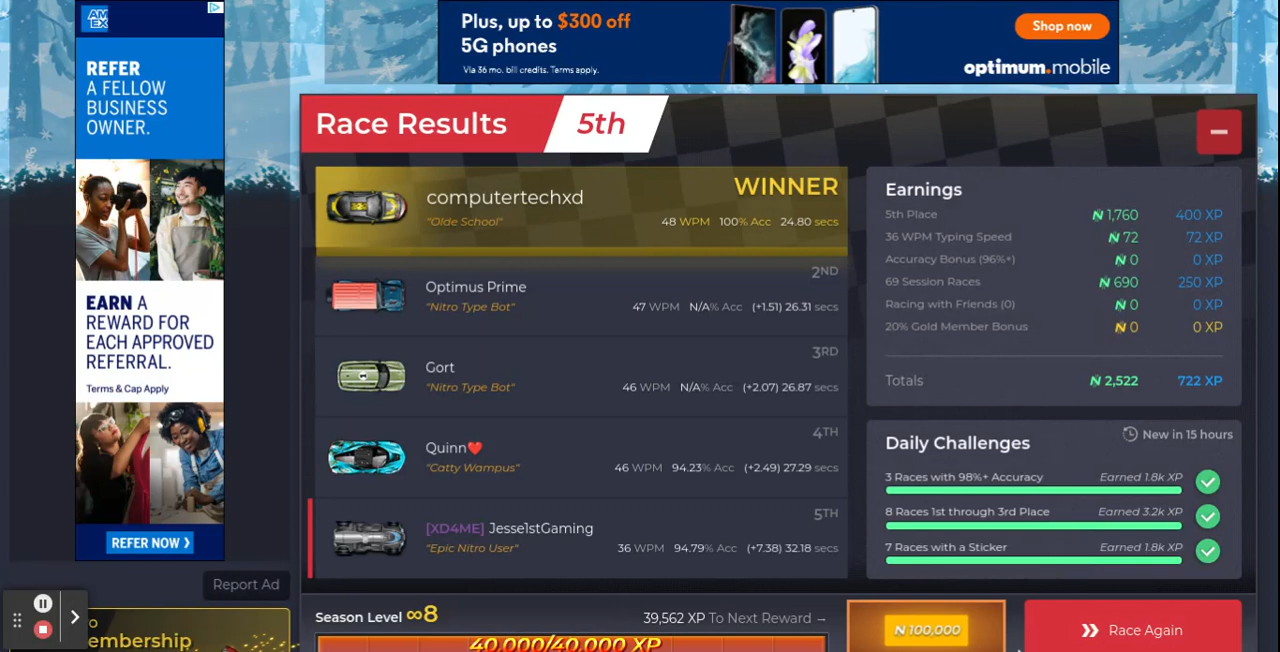 AM
EX
REFER
A FELLOW
BUSINESS
OWNER.
EARN A
REWARD FOR
EACH APPROVED
REFERRAL.
Terms & Cap Apply
REFER NOW ❯
Report Ad
embership
Plus, up to $300 off
5G phones
Via 36 mo. bill credits. Terms apply.
Shop now
optimum.mobile
Race Results 5th
computertechxd WINNER
"Olde School" 48 WPM 100% Acc 24.80 secs
2ND
Optimus Prime
"Nitro Type Bot" 47 WPM N/A% Acc (+1.51) 26.31 secs
3RD
Gort
"Nitro Type Bot" 46 WPM N/A% Acc (+2.07) 26.87 secs
4TH
Quinn❤️
"Catty Wampus" 46 WPM 94.23% Acc (+2.49) 27.29 secs
5TH
[XD4ME] Jesse1stGaming
"Epic Nitro User" 36 WPM 94.79% Acc (+7.38) 32.18 secs
Earnings
5th Place N 1,760 400 XP
36 WPM Typing Speed N 72 72 XP
Accuracy Bonus (96%+) N 0 0 XP
69 Session Races N 690 250 XP
Racing with Friends (0) N 0 0 XP
20% Gold Member Bonus N 0 0 XP
Totals N 2,522 722 XP
Daily Challenges New in 15 hours
3 Races with 98%+ Accuracy Earned 1.8k XP
8 Races 1st through 3rd Place Earned 3.2k XP
7 Races with a Sticker Earned 1.8k XP
Season Level ∞8 39,562 XP To Next Reward →
40,000/40,000 XP
N 100,000
Race Again